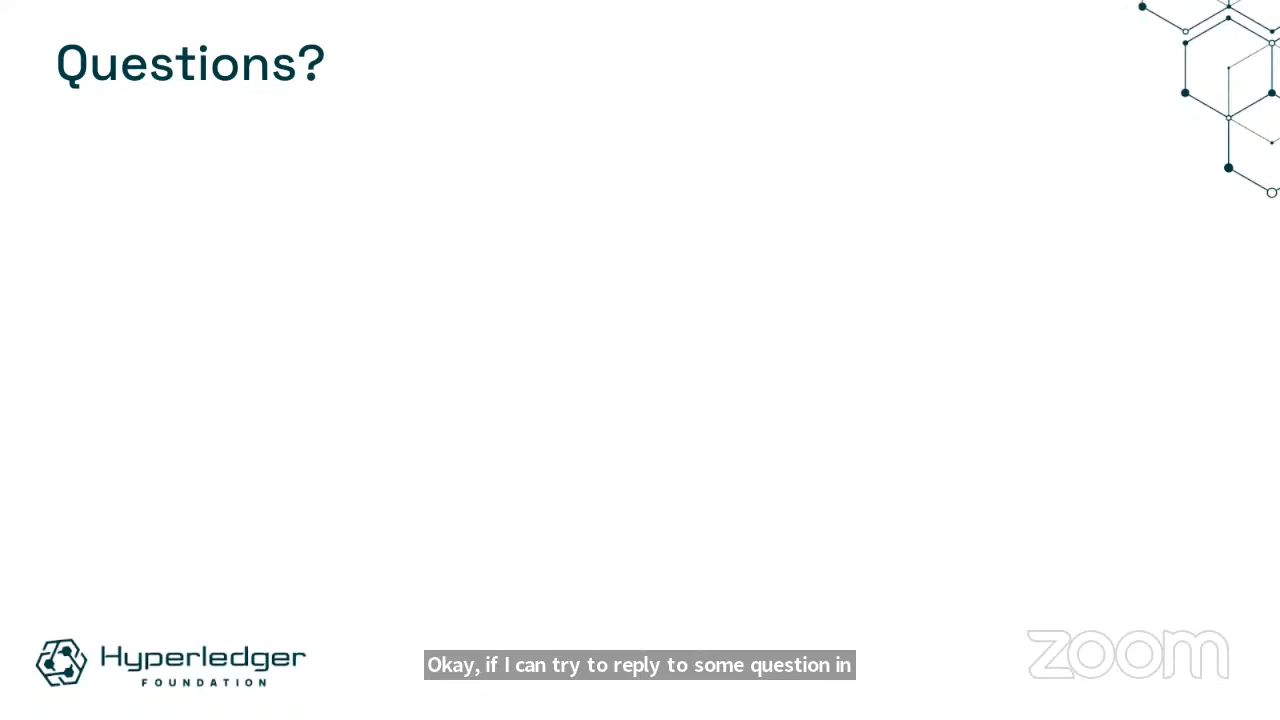 Questions?
Hyperledger
FOUNDATION
Okay, if I can try to reply to some question in
zoom